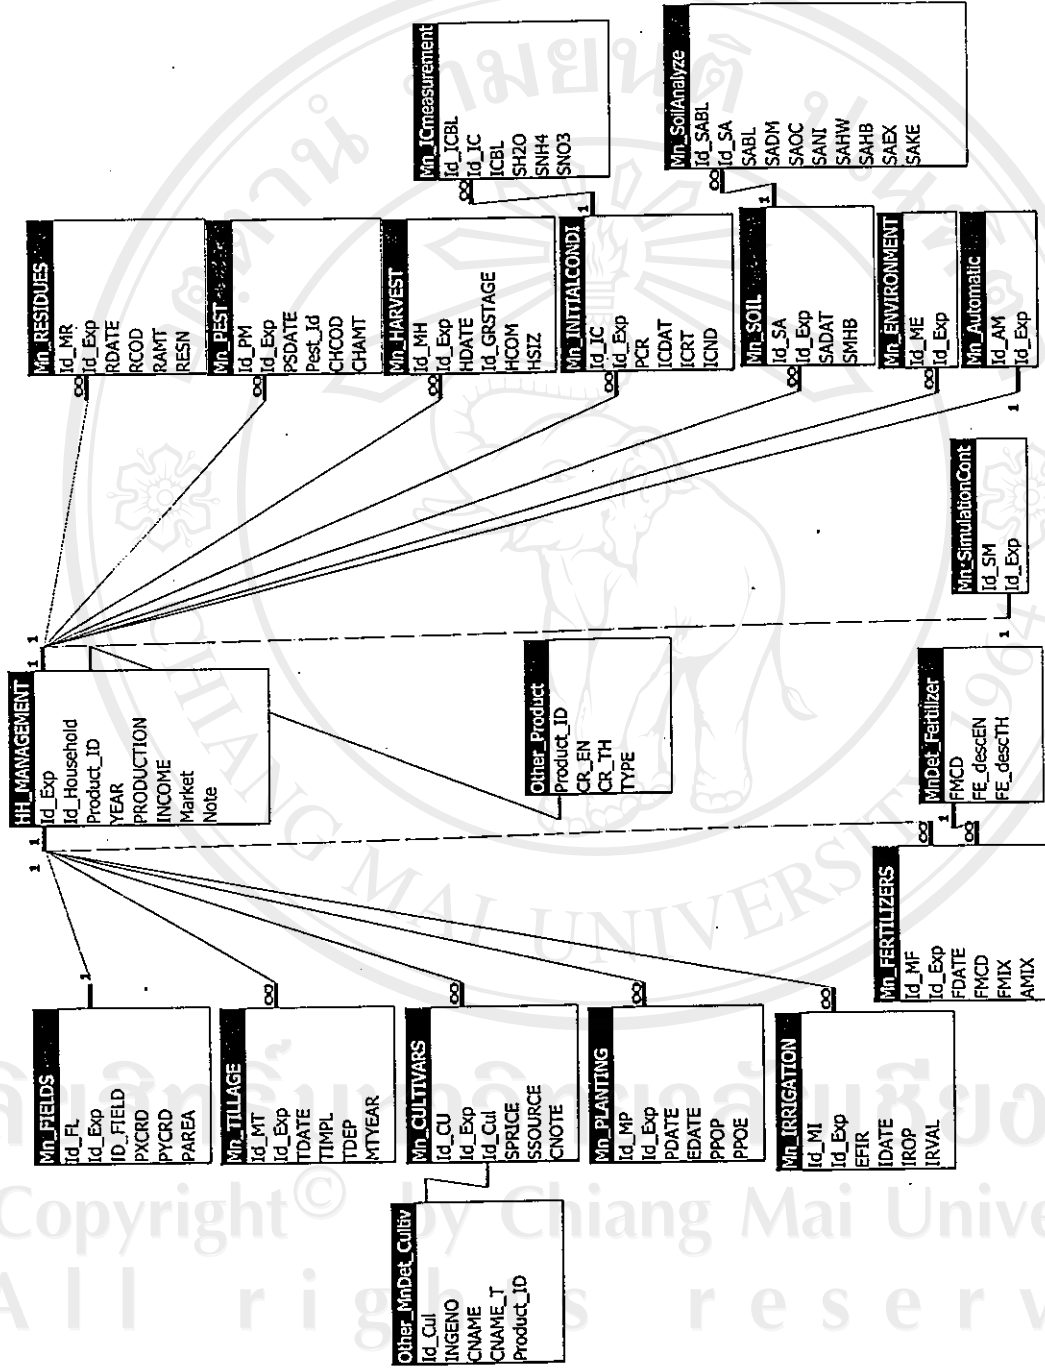 Mn_RESIDUES
Id_MR
Id_Exp
RDATE
RCOD
RAMT
RESN
Mn_PEST
Id_PM
Id_Exp
PSDATE
Pest_Id
CHCOD
CHAMT
Mn_HARVEST
Id_MH
Id_Exp
HDATE
Id_GRSTAGE
HCOM
HSIZ
Mn_INITIALCONDI
Id_IC
Id_Exp
PCR
ICDAT
ICRT
ICND
Mn_SOIL
Id_SA
Id_Exp
SADAT
SMHB
Mn_ENVIRONMENT
Id_ME
Id_Exp
Mn_Automatic
Id_AM
Id_Exp
Mn_ICmeasurement
Id_ICBL
Id_IC
ICBL
SH2O
SNH4
SNO3
Mn_SoilAnalyze
Id_SABL
Id_SA
SABL
SADM
SAOC
SANI
SAHW
SAHB
SAEX
SAKE
HH_MANAGEMENT
Id_Exp
Id_Household
Product_ID
YEAR
PRODUCTION
INCOME
Market
Note
Other_Product
Product_ID
CR_EN
CR_TH
TYPE
Mn_SimulationCont
Id_SM
Id_Exp
MnDet_Fertilizer
FMCD
FE_descEN
FE_descTH
Mn_FERTILIZERS
Id_MF
Id_Exp
FDATE
FMCD
FMIX
AMIX
Mn_FIELDS
Id_FL
Id_Exp
ID_FIELD
PXCRD
PYCRD
PAREA
Mn_TILLAGE
Id_MT
Id_Exp
TDATE
TIMPL
TDEP
MTYEAR
Mn_CULTIVARS
Id_CU
Id_Exp
Id_Cul
SPRICE
SSOURCE
CNOTE
Mn_PLANTING
Id_MP
Id_Exp
PDATE
EDATE
PPOP
PPOE
Mn_IRRIGATION
Id_MI
Id_Exp
EFIR
IDATE
IROP
IRVAL
Other_MnDet_Cultiv
Id_Cul
INGENO
CNAME
CNAME_T
Product_ID
CHIANG MAI UNIVERSITY 1964
Copyright© by Chiang Mai Unive
All rights reserv